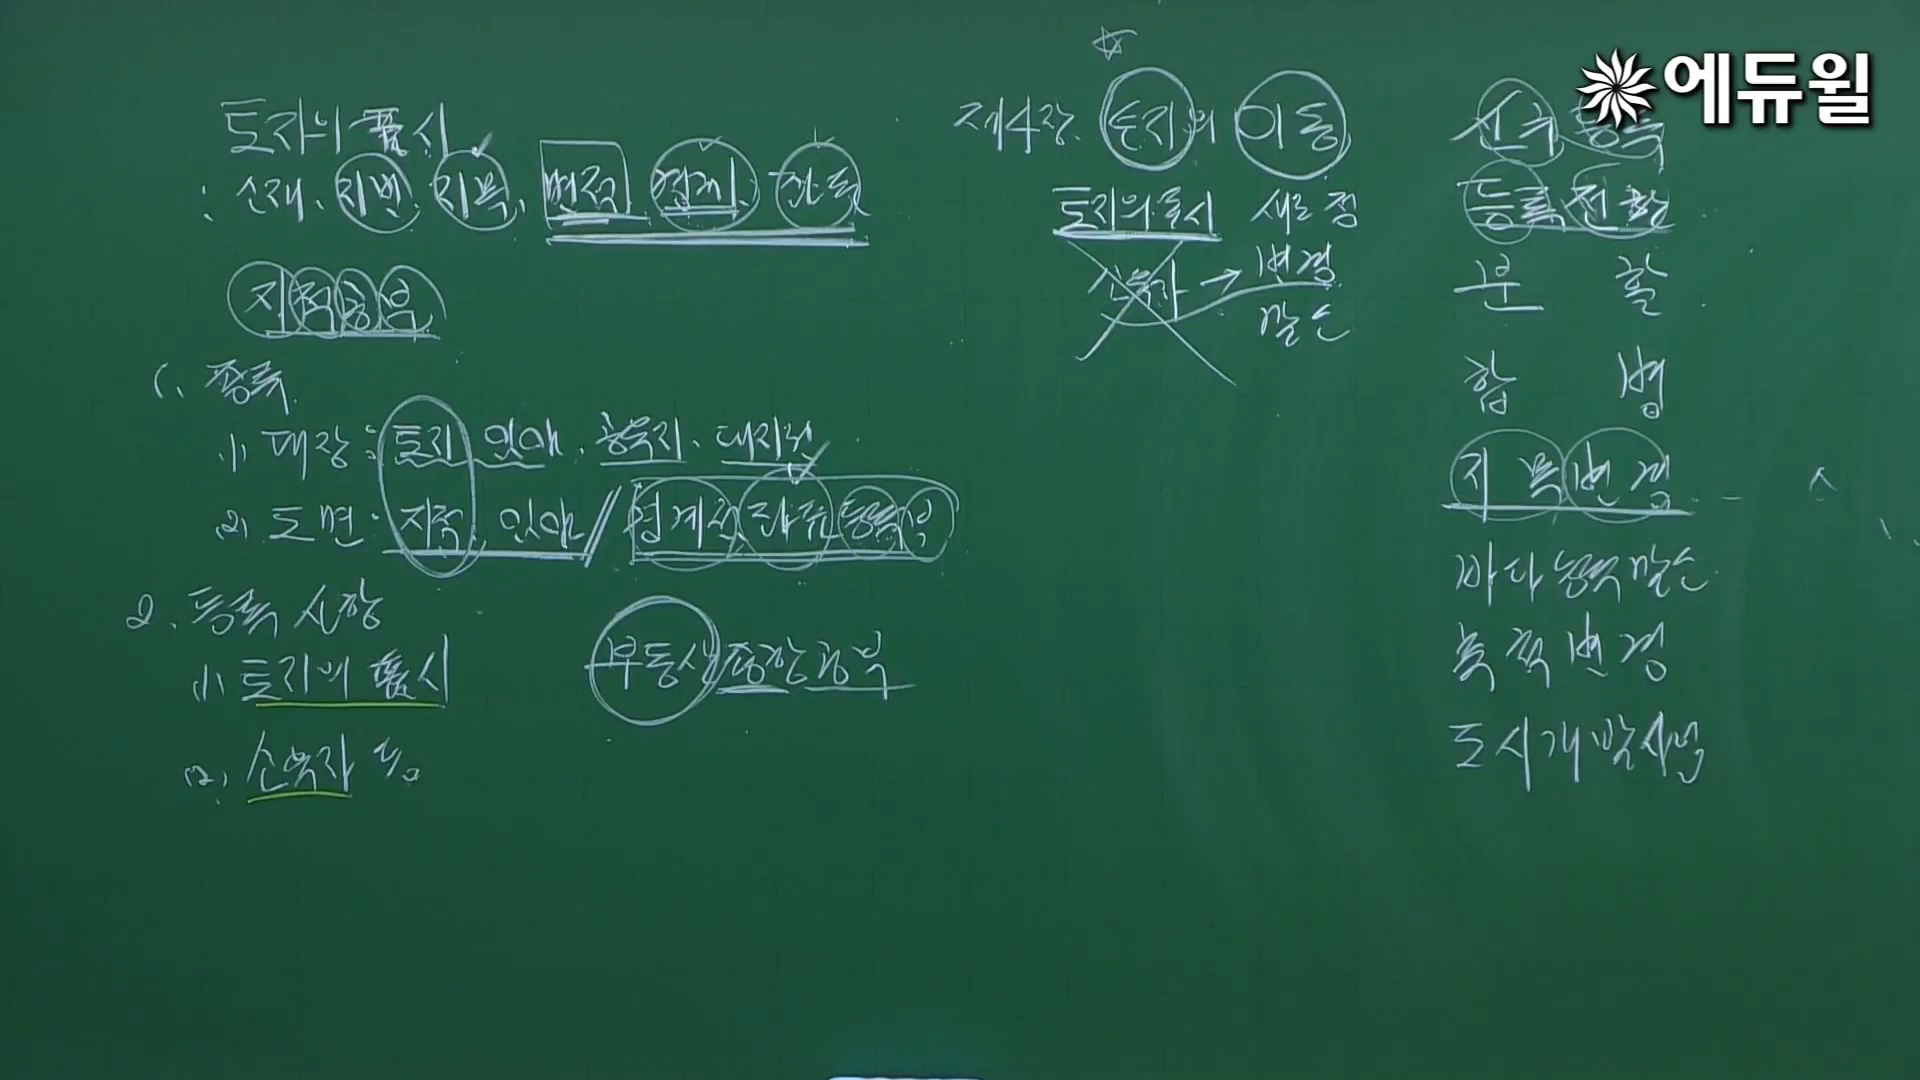 토지의 표시
: 소재, 지번, 지목, 면적, 경계, 좌표
지적공부
1. 종류
(1) 대장 : 토지, 임야, 공유지, 대지권
(2) 도면 : 지적, 임야 / 경계점좌표등록부
2. 등록 사항
(1) 토지의 표시
(2) 소유자 등
부동산종합공부
제4장. 토지의 이동
토지의 표시 새로 정
소유자 → 변경
말소
신규등록
등록전환
분 할
합 병
지목변경
바다 등록 말소
축척변경
도시개발사업
에듀윌